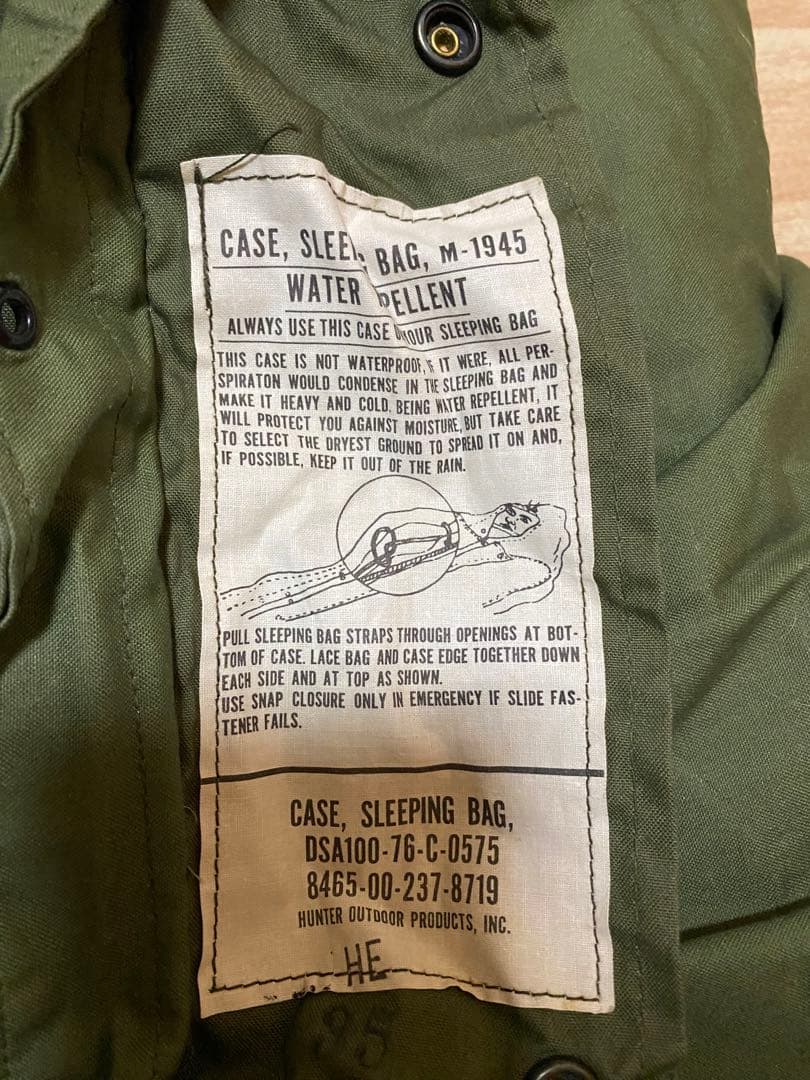 CASE, SLEE BAG, M-1945
WATER PELLENT
ALWAYS USE THIS CASE YOUR SLEEPING BAG
THIS CASE IS NOT WATERPROOF, IF IT WERE, ALL PER-
SPIRATON WOULD CONDENSE IN THE SLEEPING BAG AND
MAKE IT HEAVY AND COLD. BEING WATER REPELLENT, IT
WILL PROTECT YOU AGAINST MOISTURE, BUT TAKE CARE
TO SELECT THE DRYEST GROUND TO SPREAD IT ON AND,
IF POSSIBLE, KEEP IT OUT OF THE RAIN.
PULL SLEEPING BAG STRAPS THROUGH OPENINGS AT BOT-
TOM OF CASE. LACE BAG AND CASE EDGE TOGETHER DOWN
EACH SIDE AND AT TOP AS SHOWN.
USE SNAP CLOSURE ONLY IN EMERGENCY IF SLIDE FAS-
TENER FAILS.
CASE, SLEEPING BAG,
DSA100-76-C-0575
8465-00-237-8719
HUNTER OUTDOOR PRODUCTS, INC.
HE